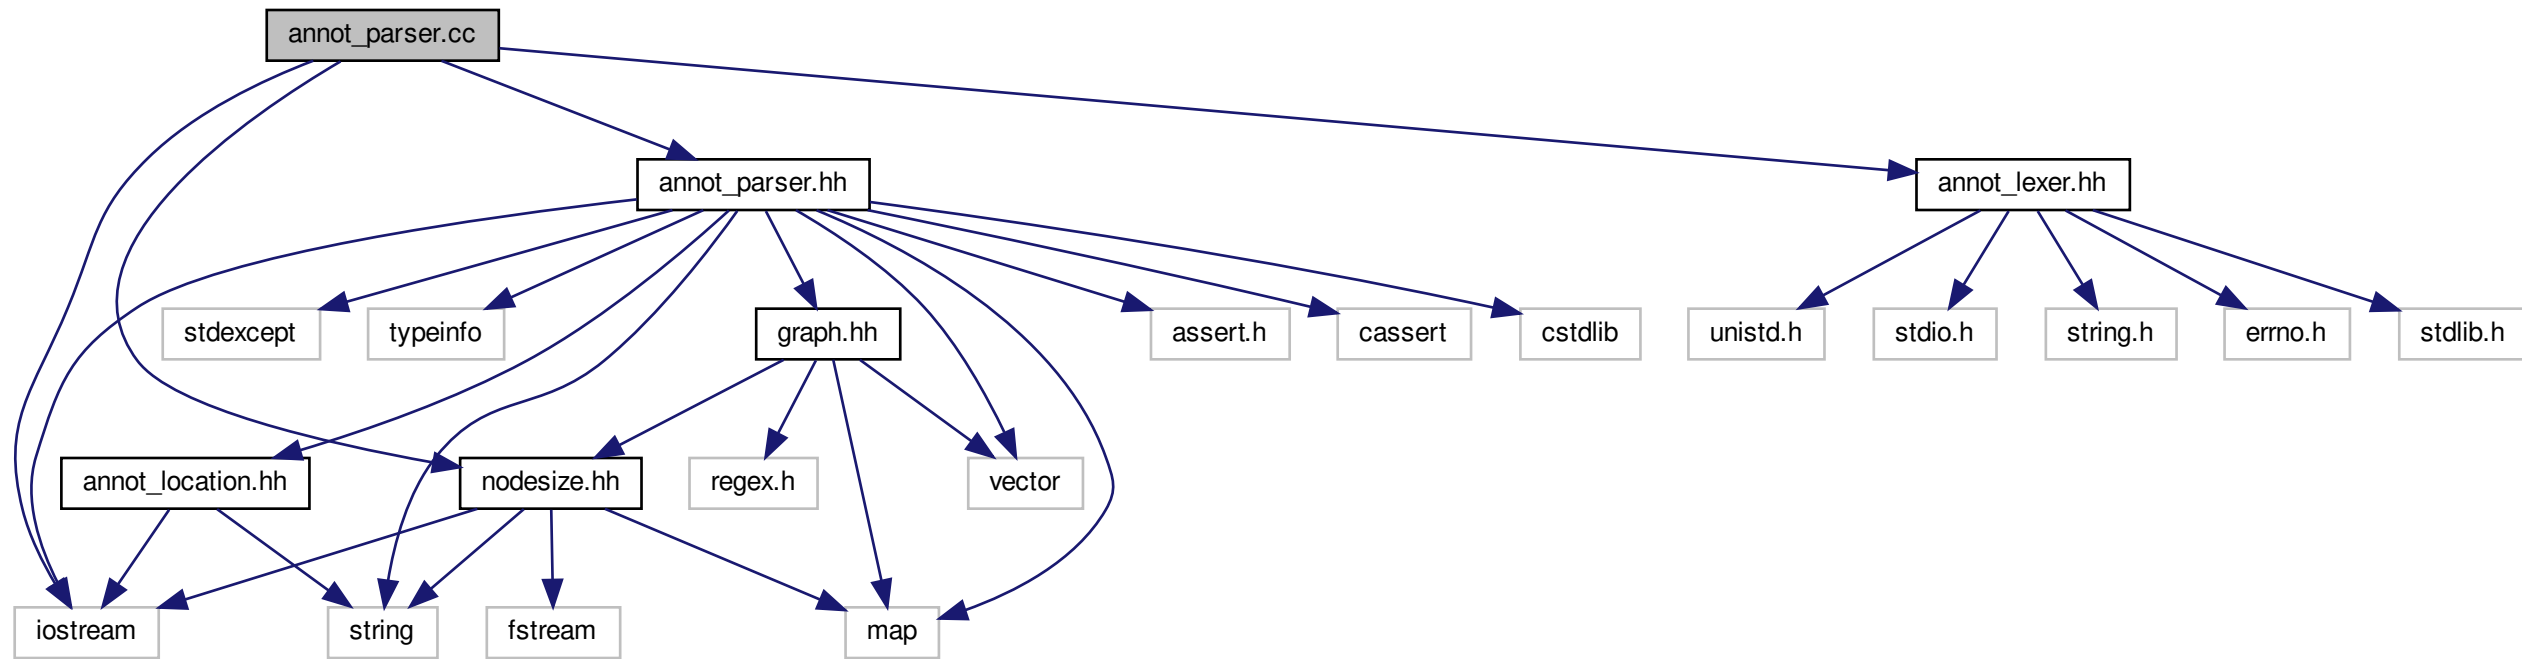 annot_parser.cc
annot_parser.hh
annot_lexer.hh
stdexcept
typeinfo
graph.hh
assert.h
cassert
cstdlib
unistd.h
stdio.h
string.h
errno.h
stdlib.h
annot_location.hh
nodesize.hh
regex.h
vector
iostream
string
fstream
map